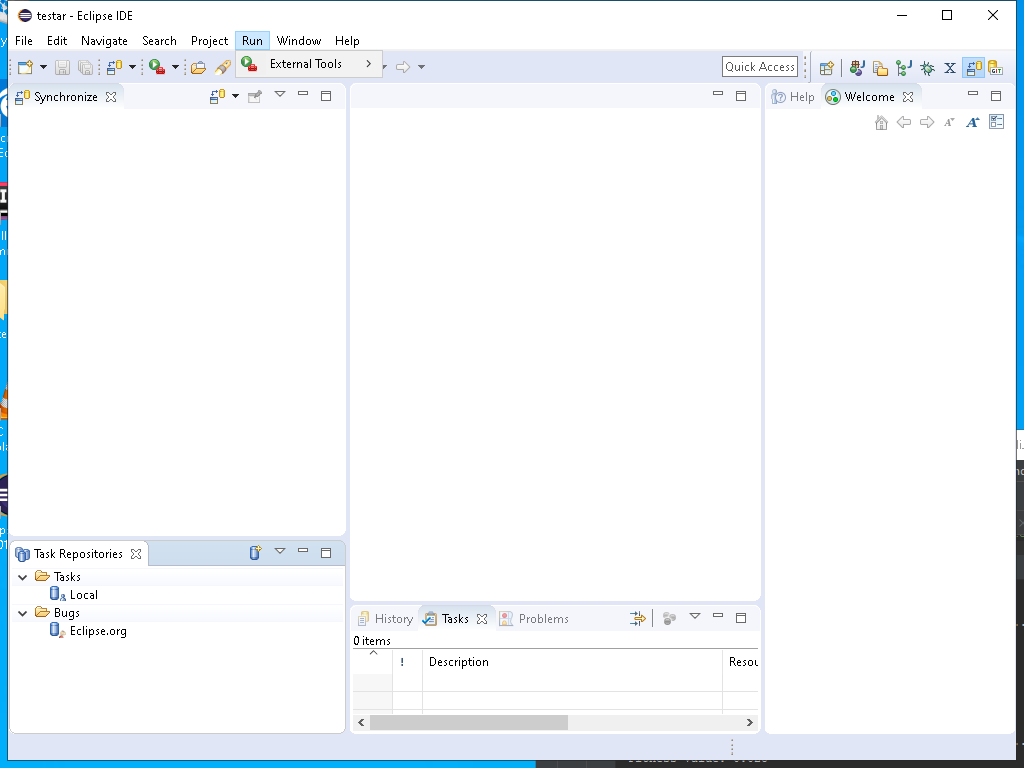 testar - Eclipse IDE
File Edit Navigate Search Project Run Window Help
External Tools
Quick Access
Synchronize
Help Welcome
Task Repositories
Tasks
Local
Bugs
Eclipse.org
History Tasks Problems
0 items
! Description Resou